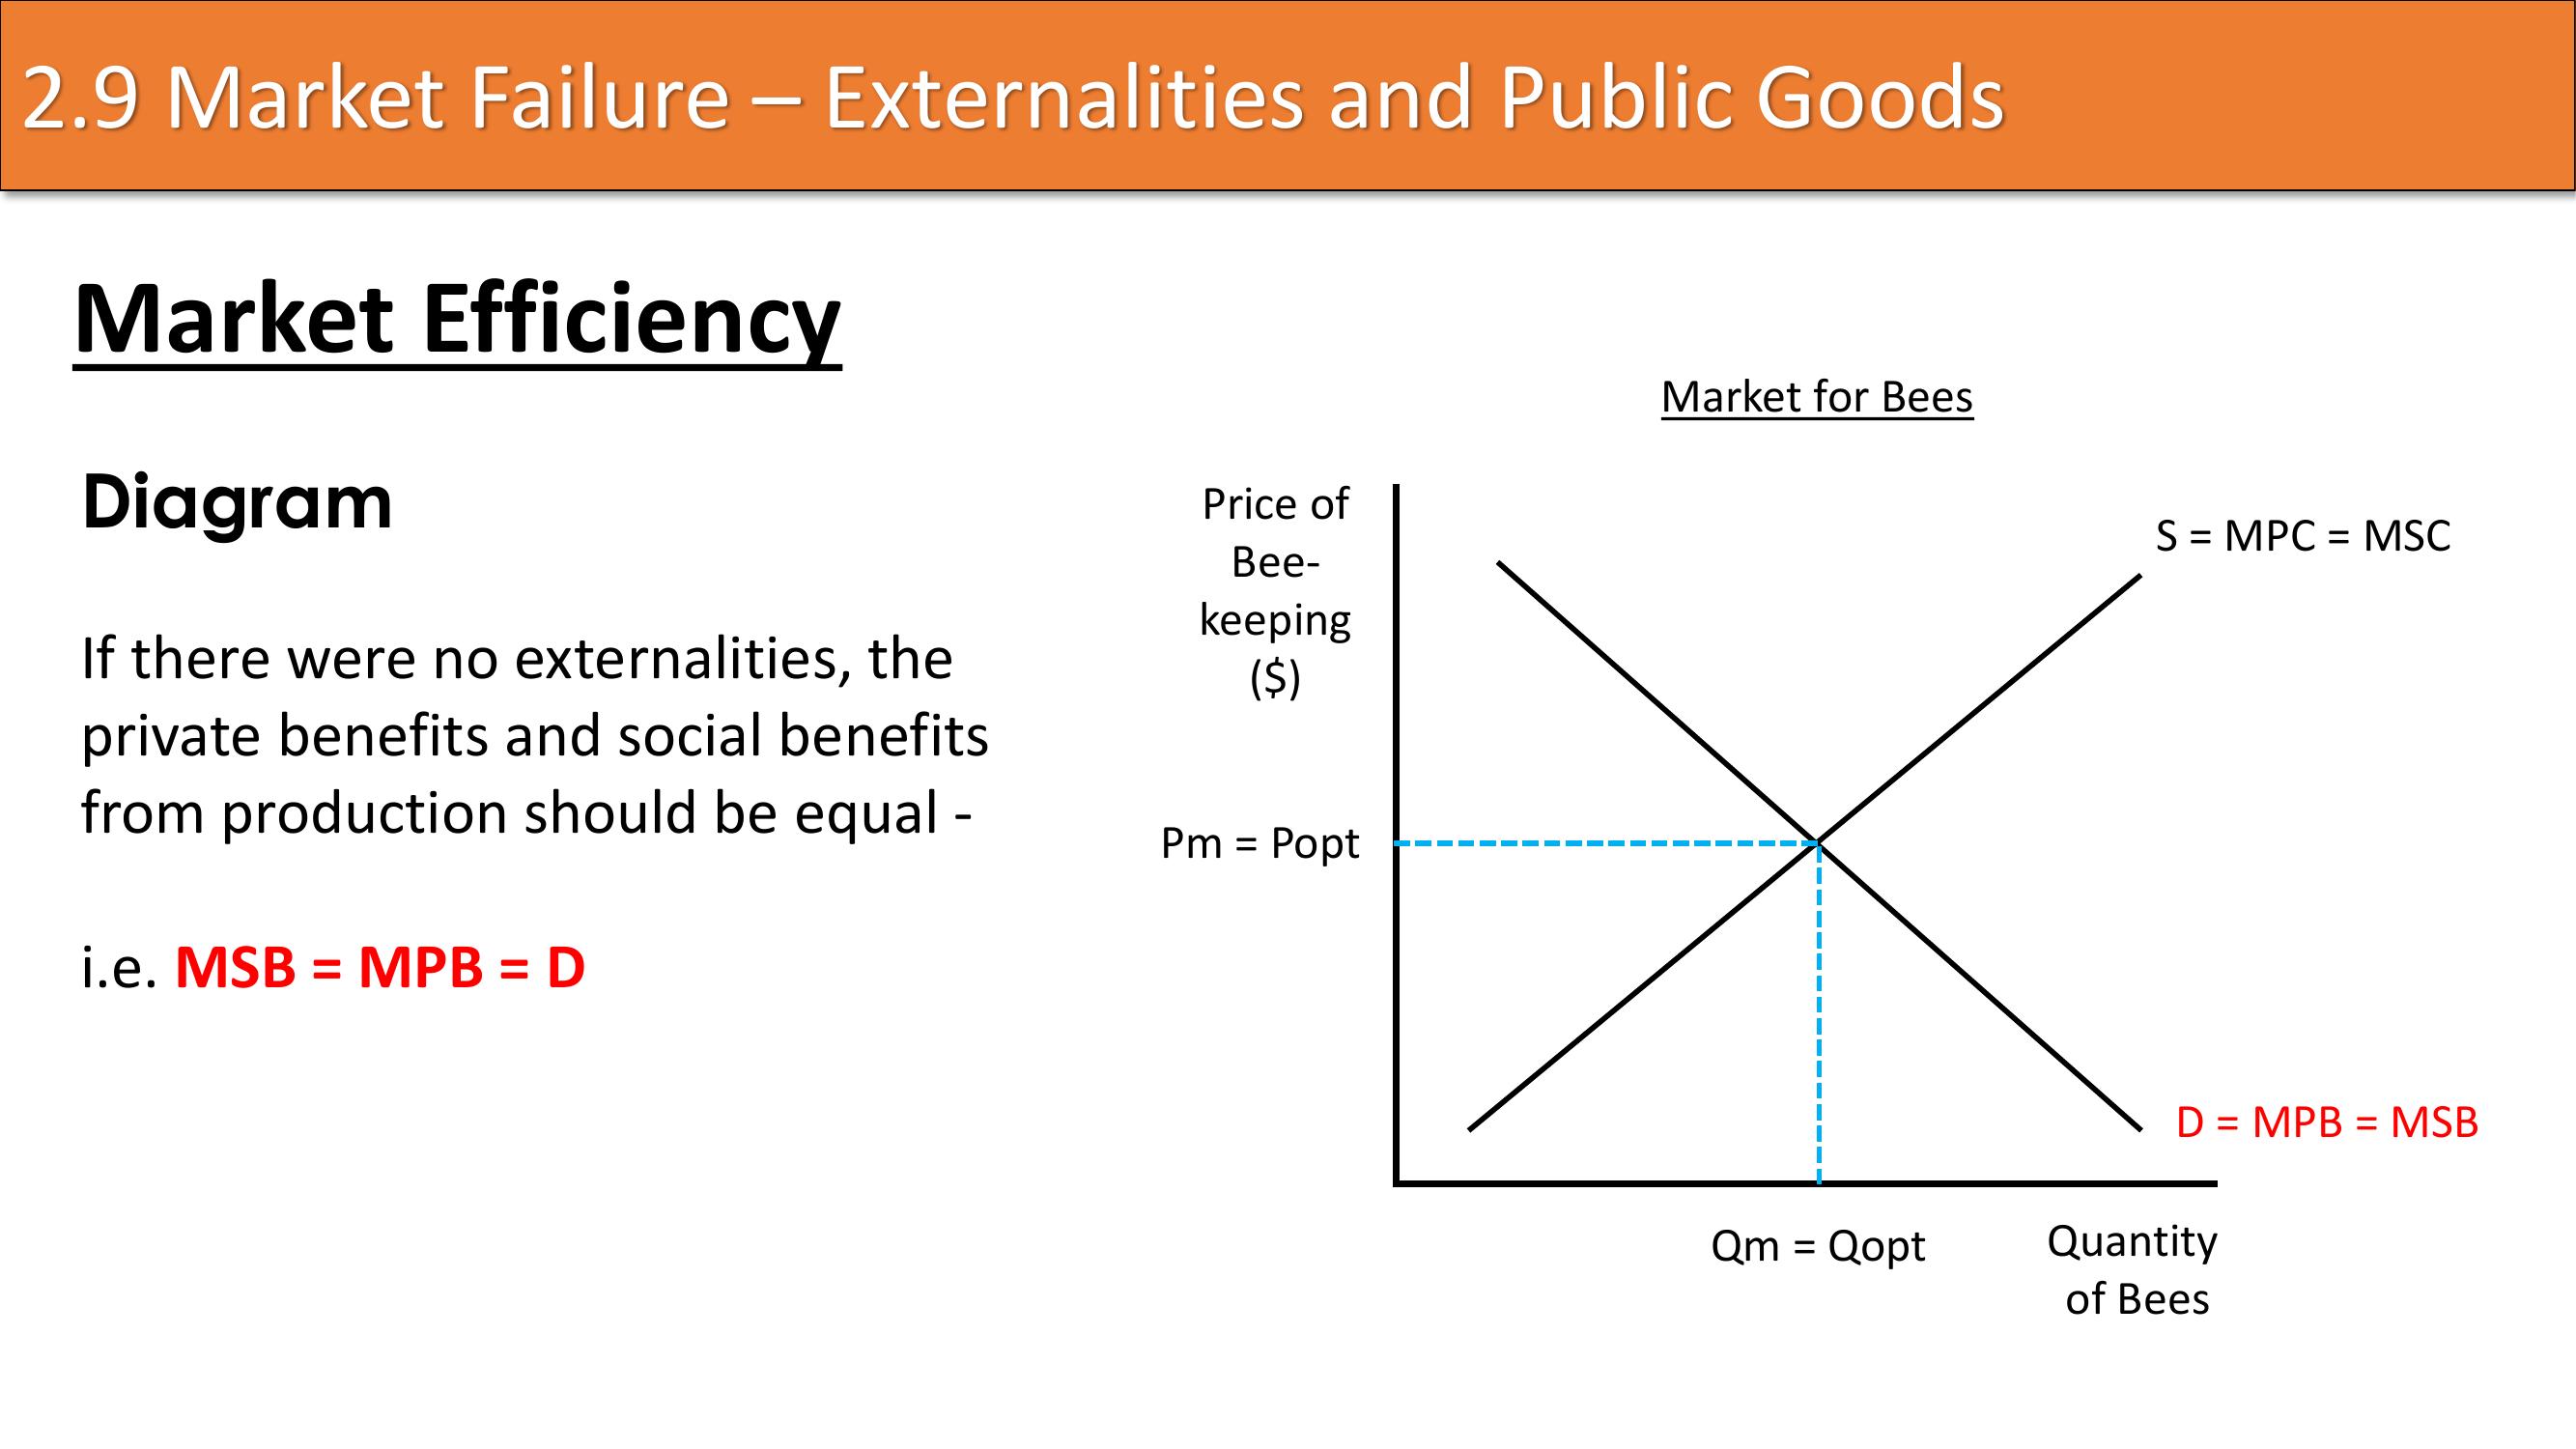 2.9 Market Failure – Externalities and Public Goods
Market Efficiency
Diagram
If there were no externalities, the
private benefits and social benefits
from production should be equal -
i.e. MSB = MPB = D
Market for Bees
Price of
Bee-
keeping
($)
S = MPC = MSC
Pm = Popt
D = MPB = MSB
Qm = Qopt
Quantity
of Bees